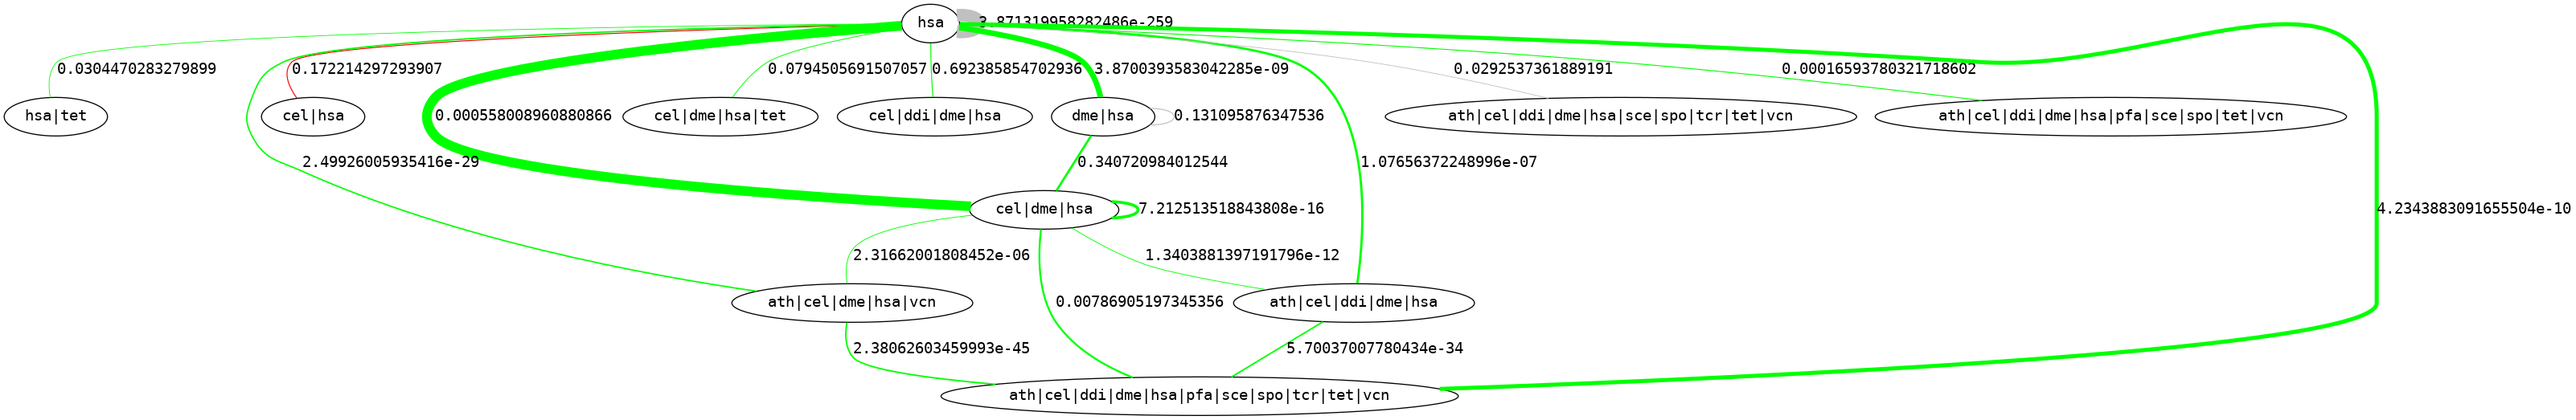 hsa
3.871319958282486e-259
0.0304470283279899
0.172214297293907
0.0794505691507057
0.692385854702936
3.8700393583042285e-09
0.0292537361889191
0.00016593780321718602
hsa|tet
cel|hsa
0.000558008960880866
cel|dme|hsa|tet
cel|ddi|dme|hsa
dme|hsa
0.131095876347536
ath|cel|ddi|dme|hsa|sce|spo|tcr|tet|vcn
ath|cel|ddi|dme|hsa|pfa|sce|spo|tet|vcn
2.49926005935416e-29
0.340720984012544
1.07656372248996e-07
cel|dme|hsa
7.212513518843808e-16
4.2343883091655504e-10
2.31662001808452e-06
1.3403881397191796e-12
ath|cel|dme|hsa|vcn
0.00786905197345356
ath|cel|ddi|dme|hsa
2.38062603459993e-45
5.70037007780434e-34
ath|cel|ddi|dme|hsa|pfa|sce|spo|tcr|tet|vcn